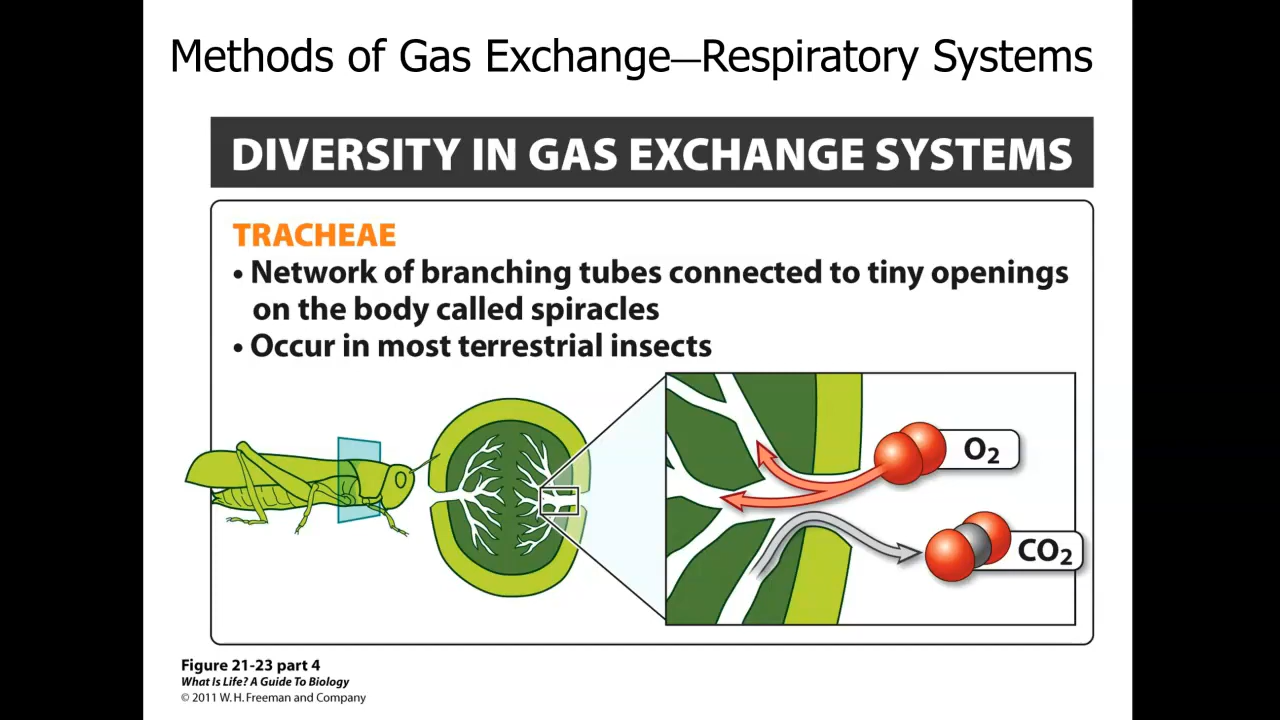 Methods of Gas Exchange—Respiratory Systems
DIVERSITY IN GAS EXCHANGE SYSTEMS
TRACHEAE
• Network of branching tubes connected to tiny openings
on the body called spiracles
• Occur in most terrestrial insects
O₂
CO₂
Figure 21-23 part 4
What Is Life? A Guide To Biology
© 2011 W. H. Freeman and Company